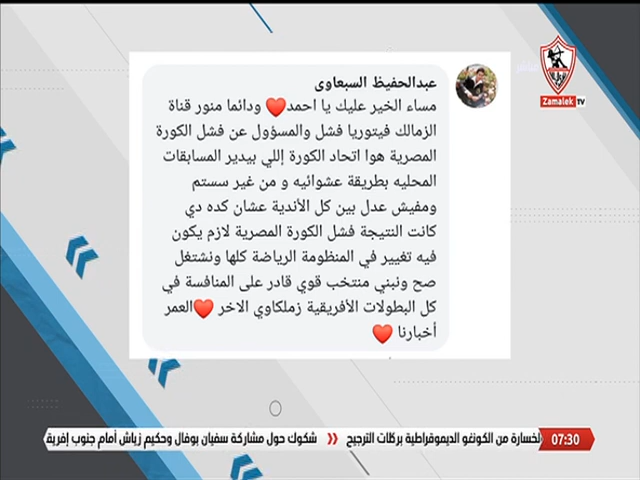 عبدالحفيظ السبعاوى
مساء الخير عليك يا احمد❤️ ودائما منور قناة
الزمالك فيتوريا فشل والمسؤول عن فشل الكورة
المصرية هوا اتحاد الكورة إللي بيدير المسابقات
المحليه بطريقة عشوائيه و من غير سستم
ومفيش عدل بين كل الأندية عشان كده دي
كانت النتيجة فشل الكورة المصرية لازم يكون
فيه تغيير في المنظومة الرياضة كلها ونشتغل
صح ونبني منتخب قوي قادر على المنافسة في
كل البطولات الأفريقية زملكاوي الاخر ❤️العمر
أخبارنا ❤️
Zamalek TV
07:30
لخسارة من الكونغو الديموقراطية بركلات الترجيح
شكوك حول مشاركة سفيان بوفال وحكيم زياش أمام جنوب إفريق